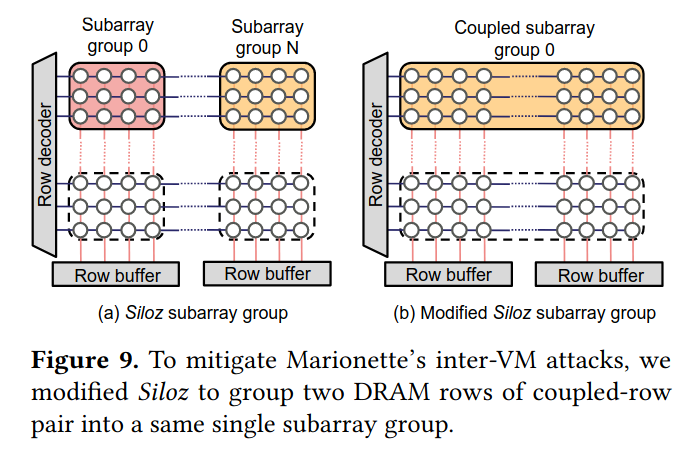 Subarray
group 0
Subarray
group N
Row decoder
Row buffer
Row buffer
(a) Siloz subarray group
Coupled subarray
group 0
Row decoder
Row buffer
Row buffer
(b) Modified Siloz subarray group
Figure 9. To mitigate Marionette's inter-VM attacks, we
modified Siloz to group two DRAM rows of coupled-row
pair into a same single subarray group.